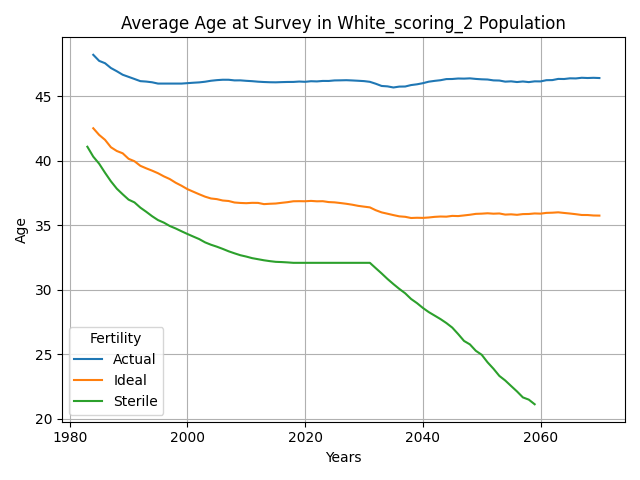 Average Age at Survey in White_scoring_2 Population
Age
45
40
35
30
25
20
Fertility
Actual
Ideal
Sterile
1980
2000
2020
2040
2060
Years